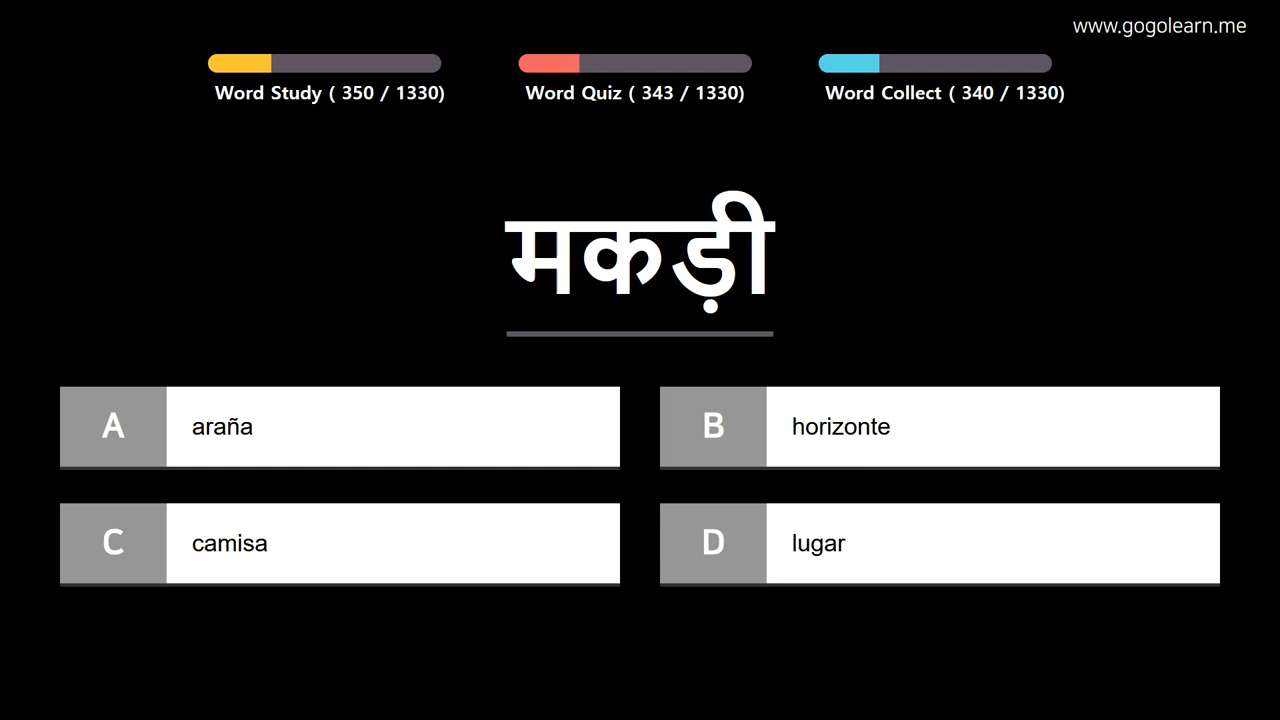 www.gogolearn.me
Word Study ( 350 / 1330)
Word Quiz ( 343 / 1330)
Word Collect ( 340 / 1330)
मकड़ी
A araña
B horizonte
C camisa
D lugar